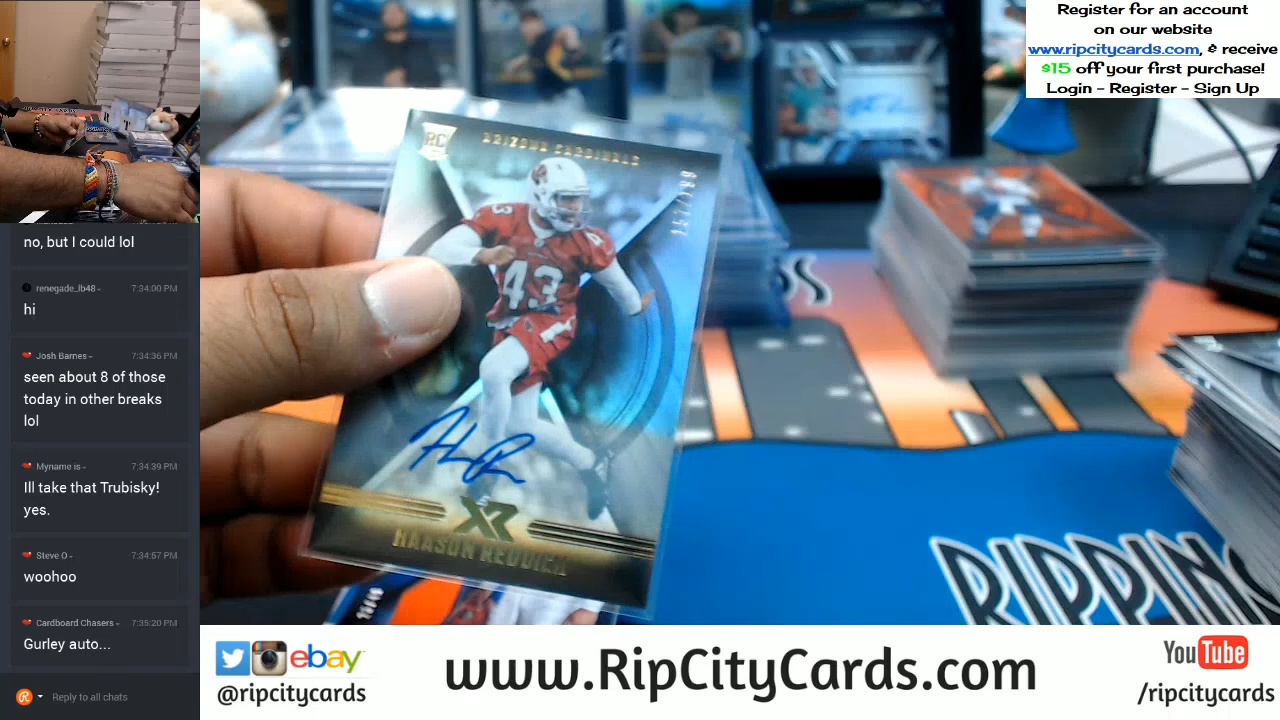 Register for an account
on our website
www.ripcitycards.com, & receive
$15 off your first purchase!
Login - Register - Sign Up
no, but I could lol
renegade_lb48 - 7:34:00 PM
hi
Josh Barnes - 7:34:36 PM
seen about 8 of those
today in other breaks
lol
Myname is - 7:34:39 PM
Ill take that Trubisky!
yes.
Steve O - 7:34:57 PM
woohoo
Cardboard Chasers - 7:35:20 PM
Gurley auto...
Reply to all chats
RC
ARIZONA CARDINALS
43
43
XR
HAASON REDDICK
RIPPING
ebay
@ripcitycards
www.RipCityCards.com
YouTube
/ripcitycards